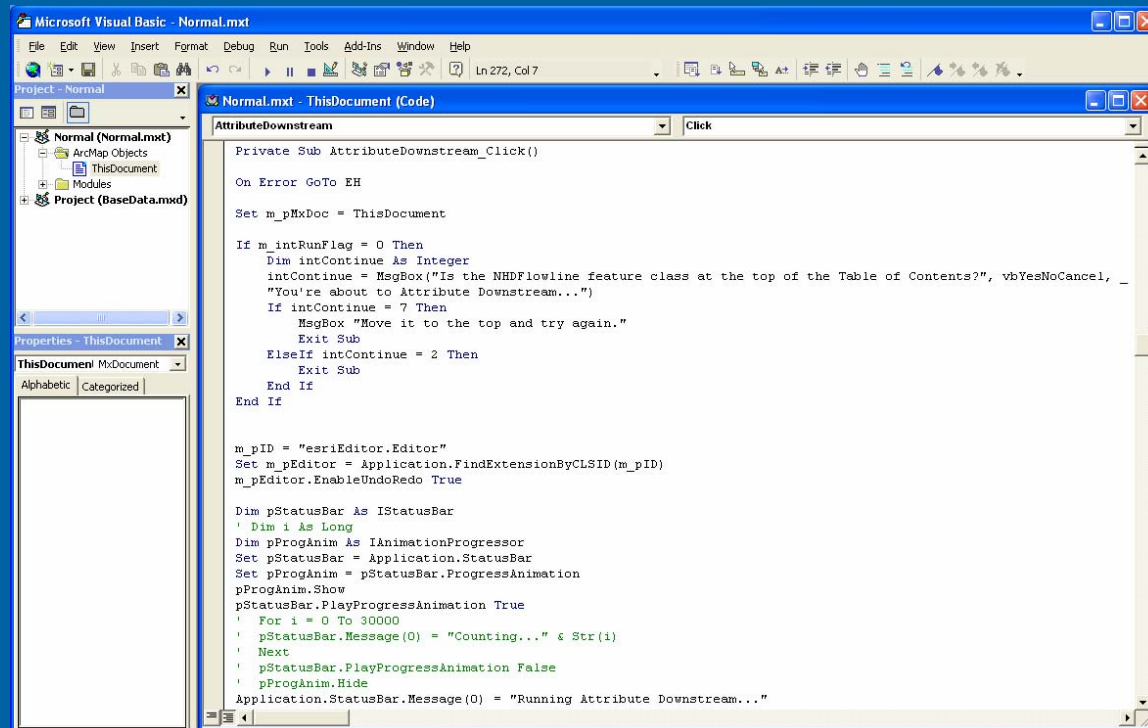 Microsoft Visual Basic - Normal.mxt
File Edit View Insert Format Debug Run Tools Add-Ins Window Help
Ln 272, Col 7
Project - Normal
Normal (Normal.mxt)
ArcMap Objects
ThisDocument
Modules
Project (BaseData.mxd)
Properties - ThisDocument
ThisDocument MxDocument
Alphabetic Categorized
Normal.mxt - ThisDocument (Code)
AttributeDownstream Click
Private Sub AttributeDownstream_Click()
On Error GoTo EH
Set m_pMxDoc = ThisDocument
If m_intRunFlag = 0 Then
Dim intContinue As Integer
intContinue = MsgBox("Is the NHDFlowline feature class at the top of the Table of Contents?", vbYesNoCancel, _
"You're about to Attribute Downstream...")
If intContinue = 7 Then
MsgBox "Move it to the top and try again."
Exit Sub
ElseIf intContinue = 2 Then
Exit Sub
End If
End If
m_pID = "esriEditor.Editor"
Set m_pEditor = Application.FindExtensionByCLSID(m_pID)
m_pEditor.EnableUndoRedo True
Dim pStatusBar As IStatusBar
' Dim i As Long
Dim pProgAnim As IAnimationProgressor
Set pStatusBar = Application.StatusBar
Set pProgAnim = pStatusBar.ProgressAnimation
pProgAnim.Show
pStatusBar.PlayProgressAnimation True
' For i = 0 To 30000
' pStatusBar.Message(0) = "Counting..." & Str(i)
' Next
' pStatusBar.PlayProgressAnimation False
' pProgAnim.Hide
Application.StatusBar.Message(0) = "Running Attribute Downstream..."